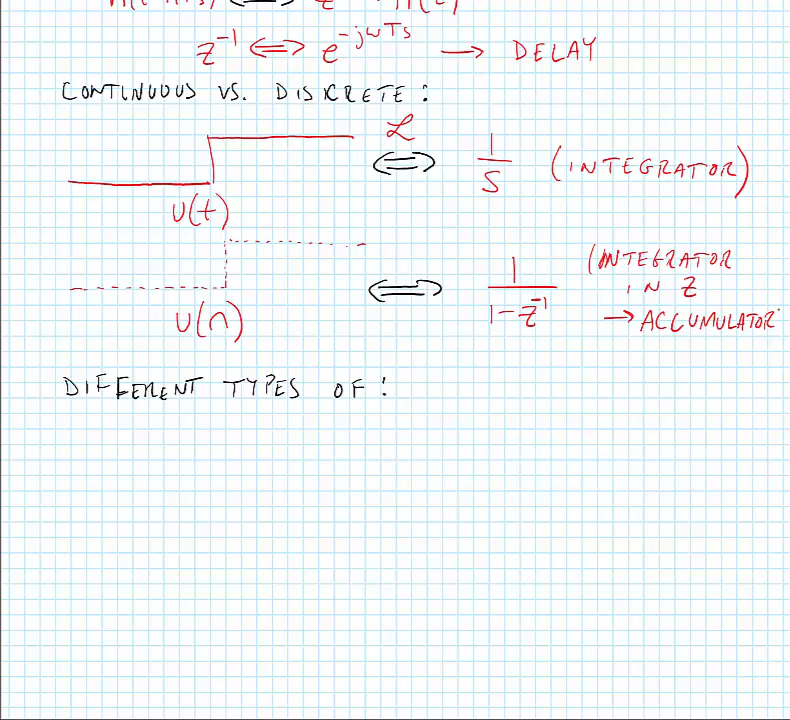 z⁻¹ ⟺ e^-jωTs → DELAY
CONTINUOUS VS. DISCRETE:
ℒ
U(t) ⟺ 1/S (INTEGRATOR)
U(n) ⟺ 1/(1-z⁻¹) (INTEGRATOR
IN Z
→ ACCUMULATOR
DIFFERENT TYPES OF: